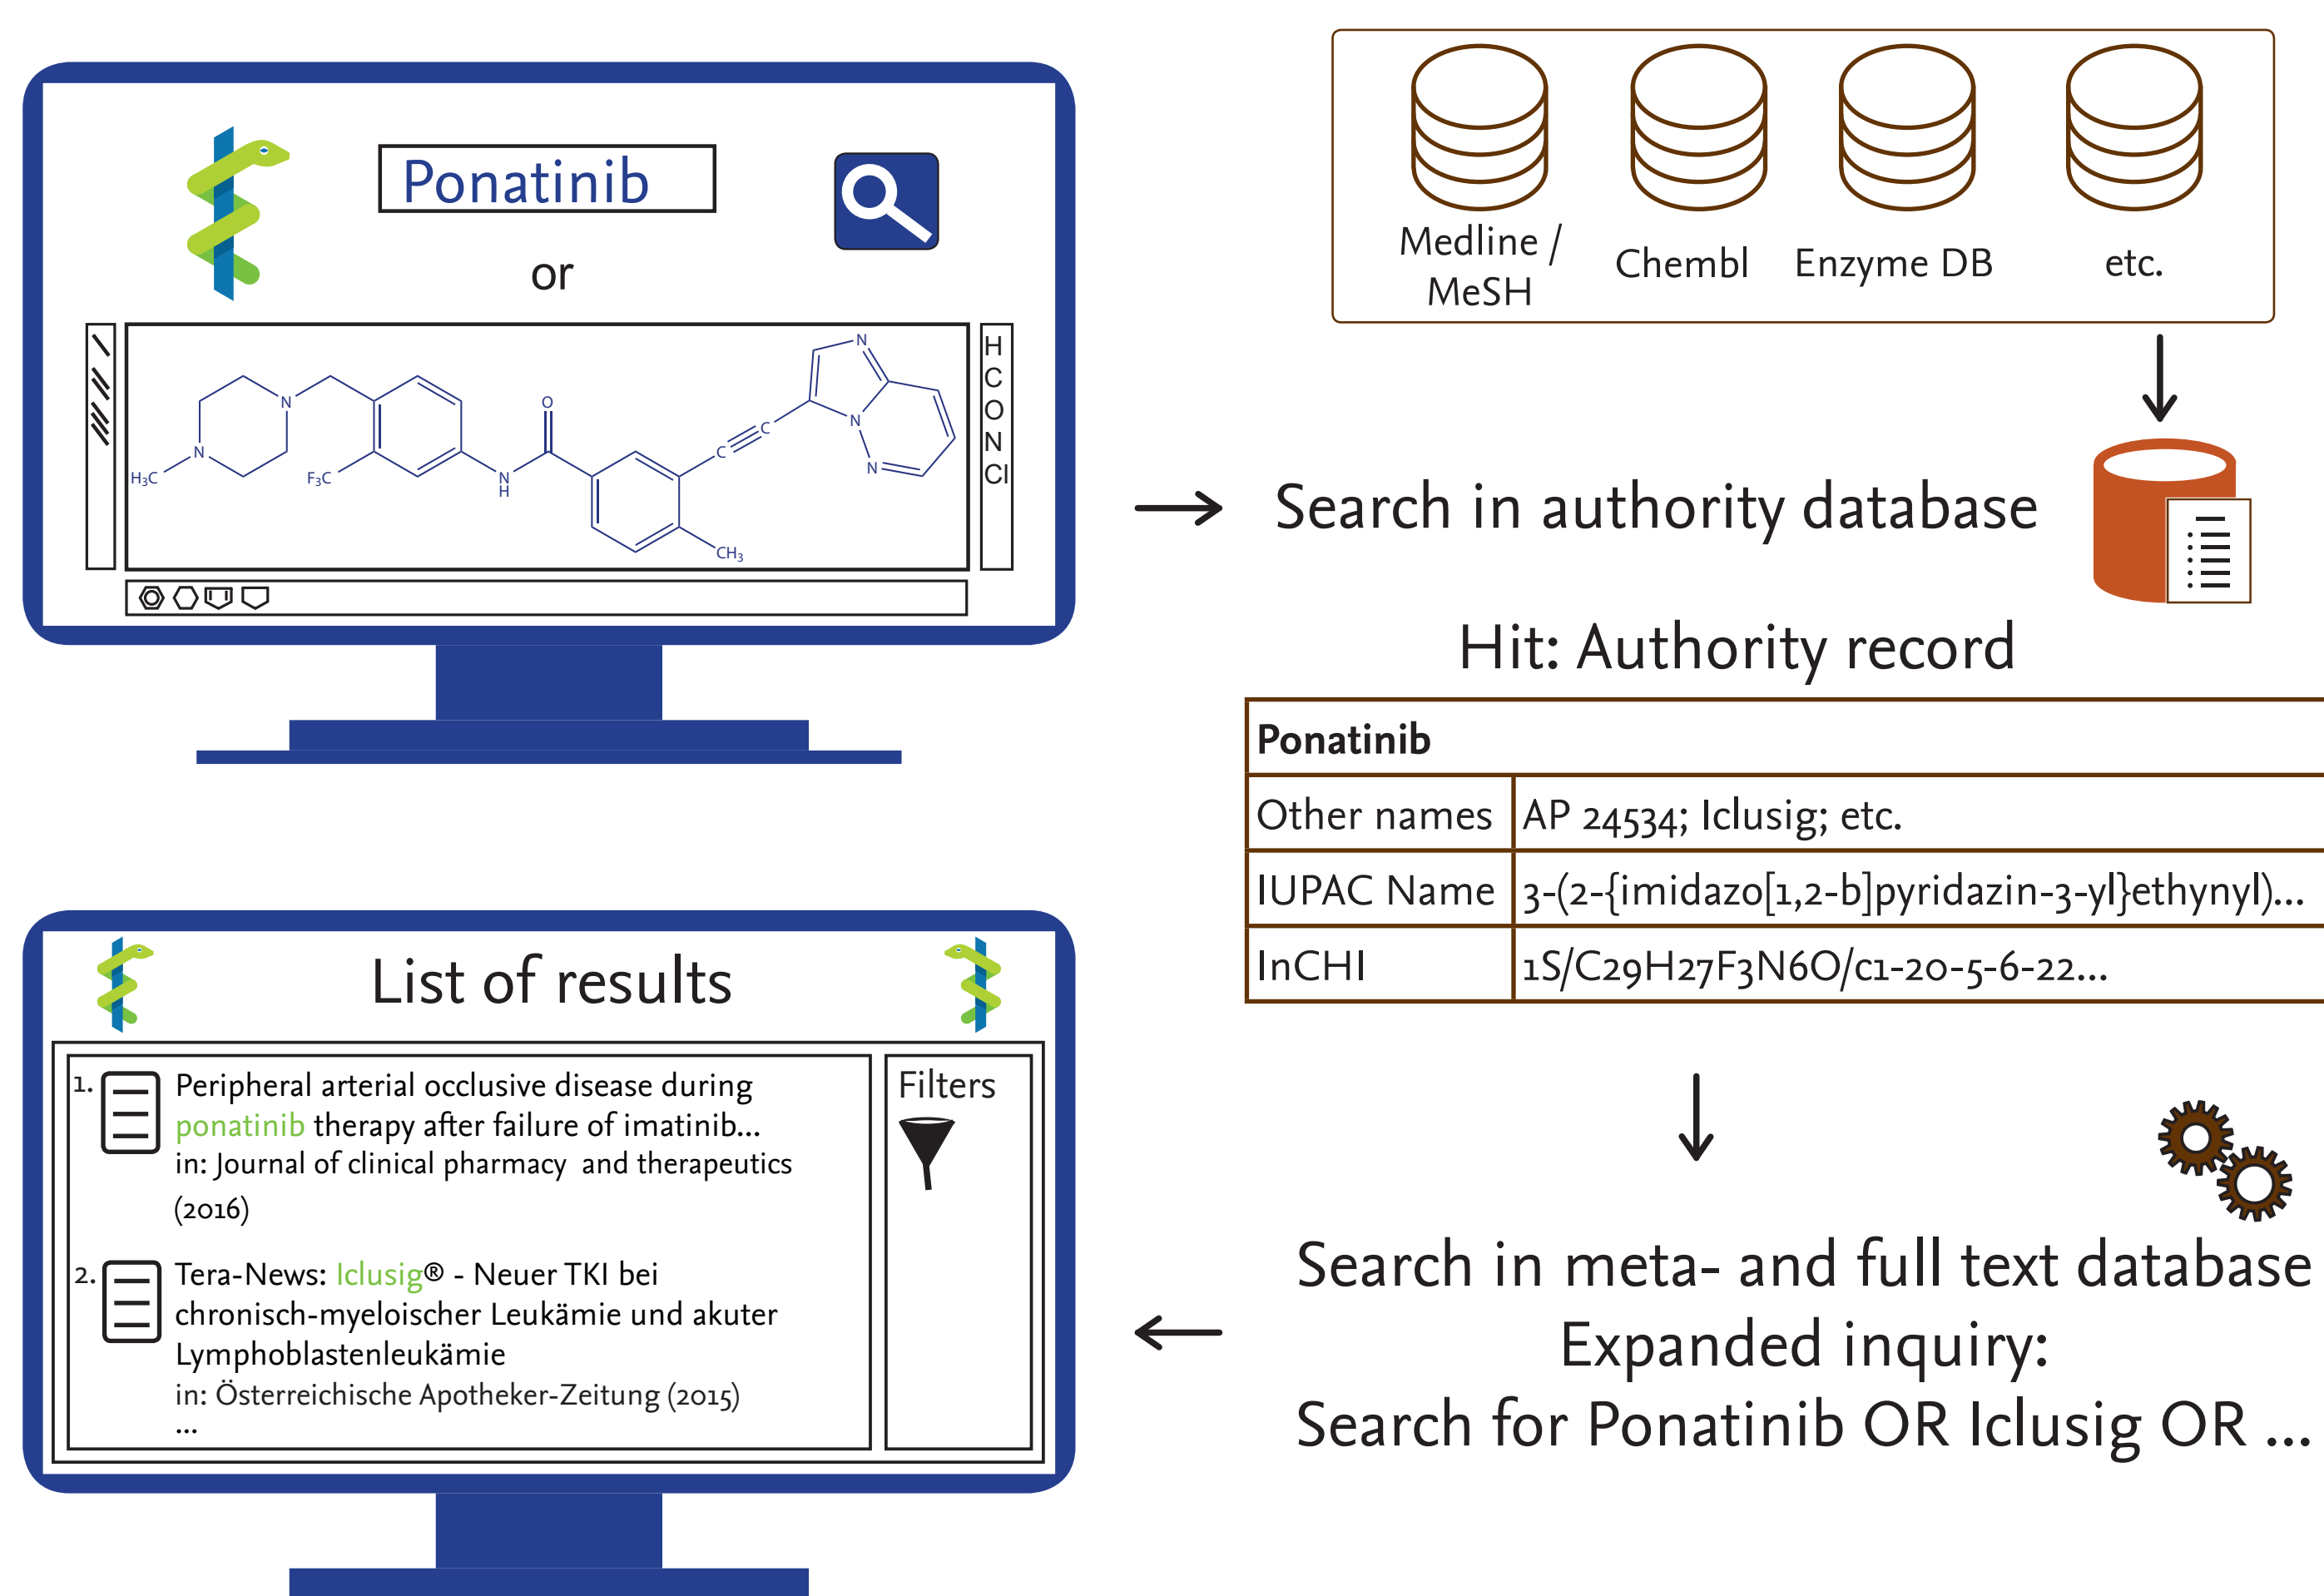 Ponatinib
or
N
N
H₃C
F₃C
N
H
O
C
C
N
N
N
CH₃
H
C
O
N
Cl
Medline /
MeSH
Chembl
Enzyme DB
etc.
Search in authority database
Hit: Authority record
Ponatinib
Other names AP 24534; Iclusig; etc.
IUPAC Name 3-(2-{imidazo[1,2-b]pyridazin-3-yl}ethynyl)...
InCHI 1S/C29H27F3N6O/c1-20-5-6-22...
Search in meta- and full text database
Expanded inquiry:
Search for Ponatinib OR Iclusig OR ...
List of results
1. Peripheral arterial occlusive disease during
ponatinib therapy after failure of imatinib...
in: Journal of clinical pharmacy and therapeutics
(2016)
2. Tera-News: Iclusig® - Neuer TKI bei
chronisch-myeloischer Leukämie und akuter
Lymphoblastenleukämie
in: Österreichische Apotheker-Zeitung (2015)
...
Filters